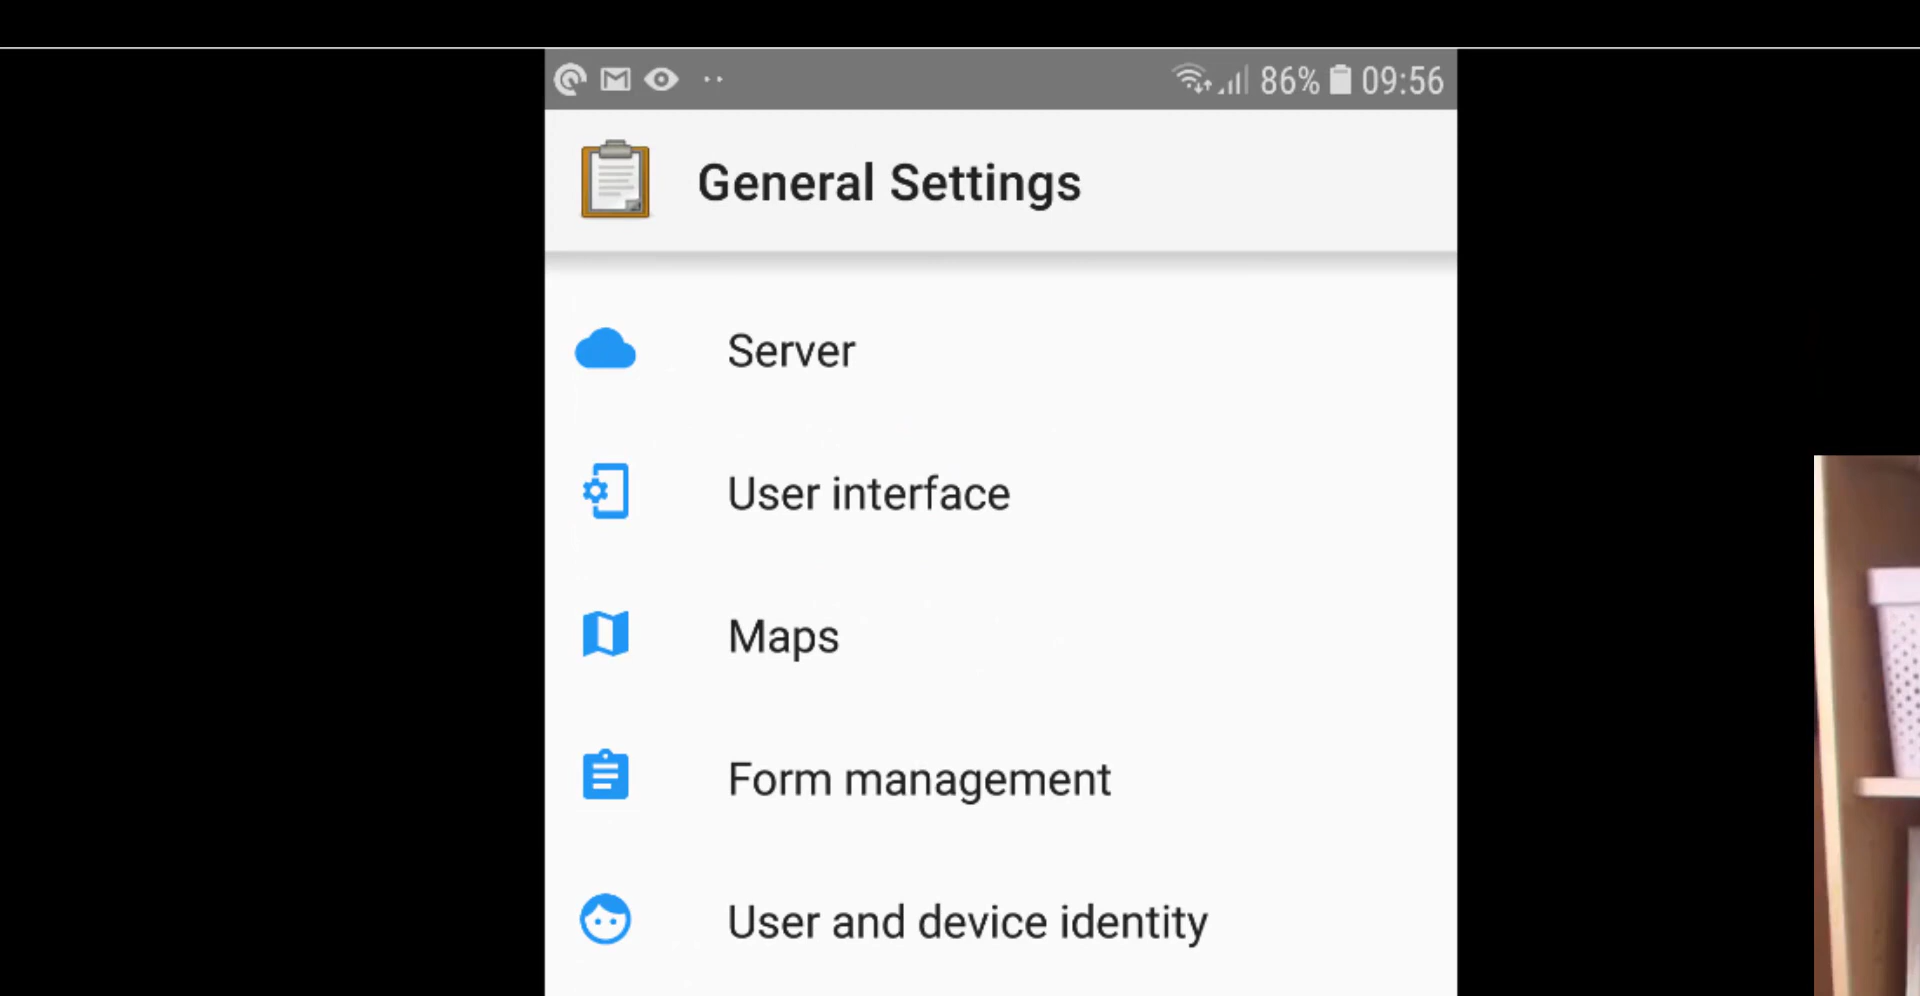 86% 09:56
General Settings
Server
User interface
Maps
Form management
User and device identity